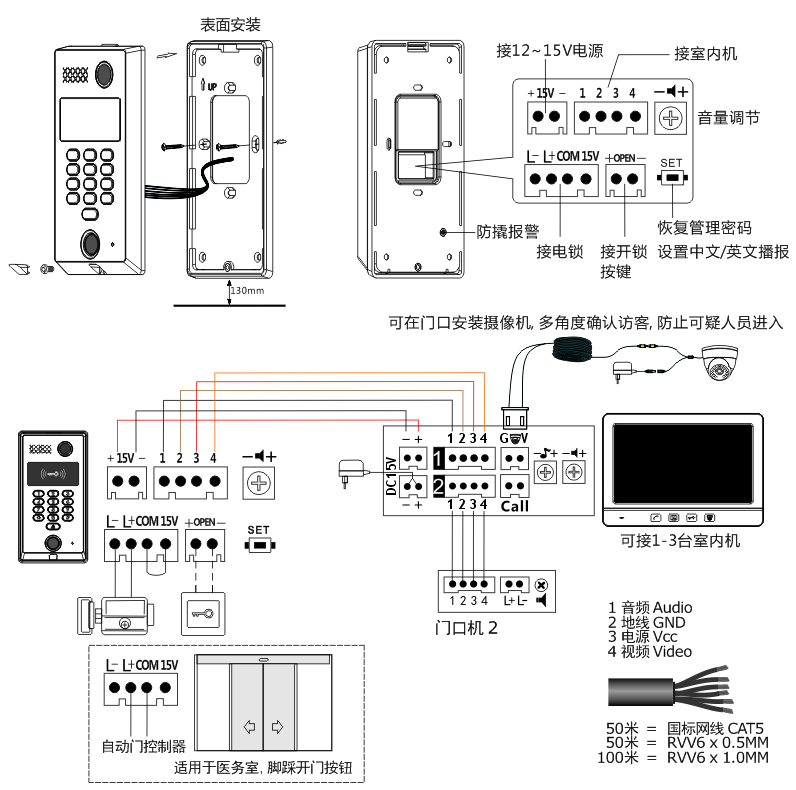 表面安装
UP
130mm
接12~15V电源
接室内机
+ 15V - 1 2 3 4 - +
音量调节
L- L+ COM 15V +OPEN- SET
防撬报警
接电锁
接开锁
按键
恢复管理密码
设置中文/英文播报
可在门口安装摄像机, 多角度确认访客, 防止可疑人员进入
+ 15V - 1 2 3 4 - +
L- L+ COM 15V +OPEN- SET
- + 1 2 3 4 G V
DC15V
1
- +
- +
2
- + 1 2 3 4 Call
可接1-3台室内机
1 2 3 4 L+ L-
门口机 2
L- L+ COM 15V
自动门控制器
适用于医务室, 脚踩开门按钮
1 音频 Audio
2 地线 GND
3 电源 Vcc
4 视频 Video
50米 = 国标网线 CAT5
50米 = RVV6 x 0.5MM
100米 = RVV6 x 1.0MM